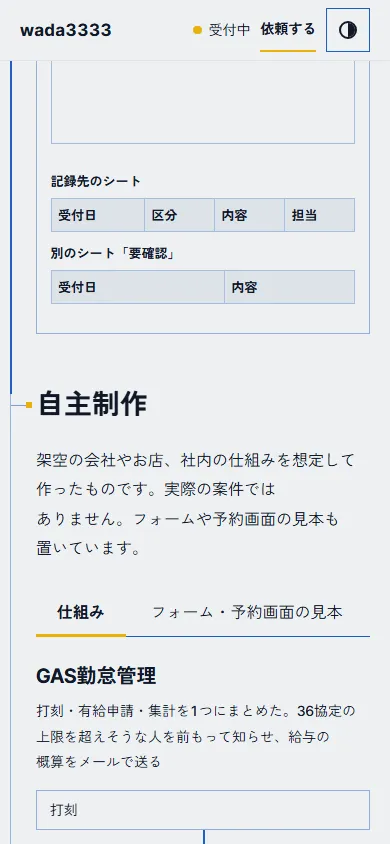 wada3333
受付中 依頼する
記録先のシート
受付日 区分 内容 担当
別のシート「要確認」
受付日 内容
自主制作
架空の会社やお店、社内の仕組みを想定して
作ったものです。実際の案件では
ありません。フォームや予約画面の見本も
置いています。
仕組み フォーム・予約画面の見本
GAS勤怠管理
打刻・有給申請・集計を1つにまとめた。36協定の
上限を超えそうな人を前もって知らせ、給与の
概算をメールで送る
打刻